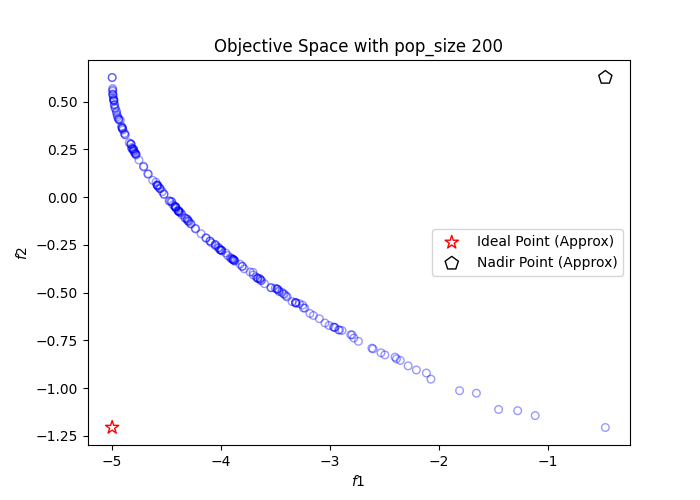 Objective Space with pop_size 200
0.50
0.25
0.00
−0.25
−0.50
−0.75
−1.00
−1.25
f2
Ideal Point (Approx)
Nadir Point (Approx)
−5
−4
−3
−2
−1
f1